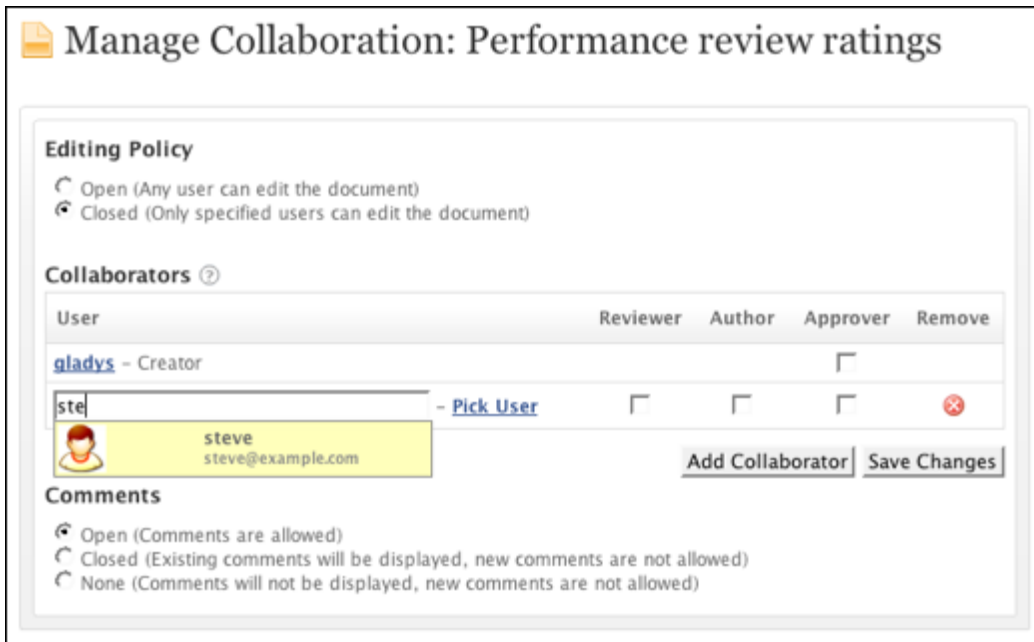 Manage Collaboration: Performance review ratings
Editing Policy
Open (Any user can edit the document)
Closed (Only specified users can edit the document)
Collaborators ?
User Reviewer Author Approver Remove
gladys – Creator
ste – Pick User
steve
steve@example.com
Add Collaborator Save Changes
Comments
Open (Comments are allowed)
Closed (Existing comments will be displayed, new comments are not allowed)
None (Comments will not be displayed, new comments are not allowed)